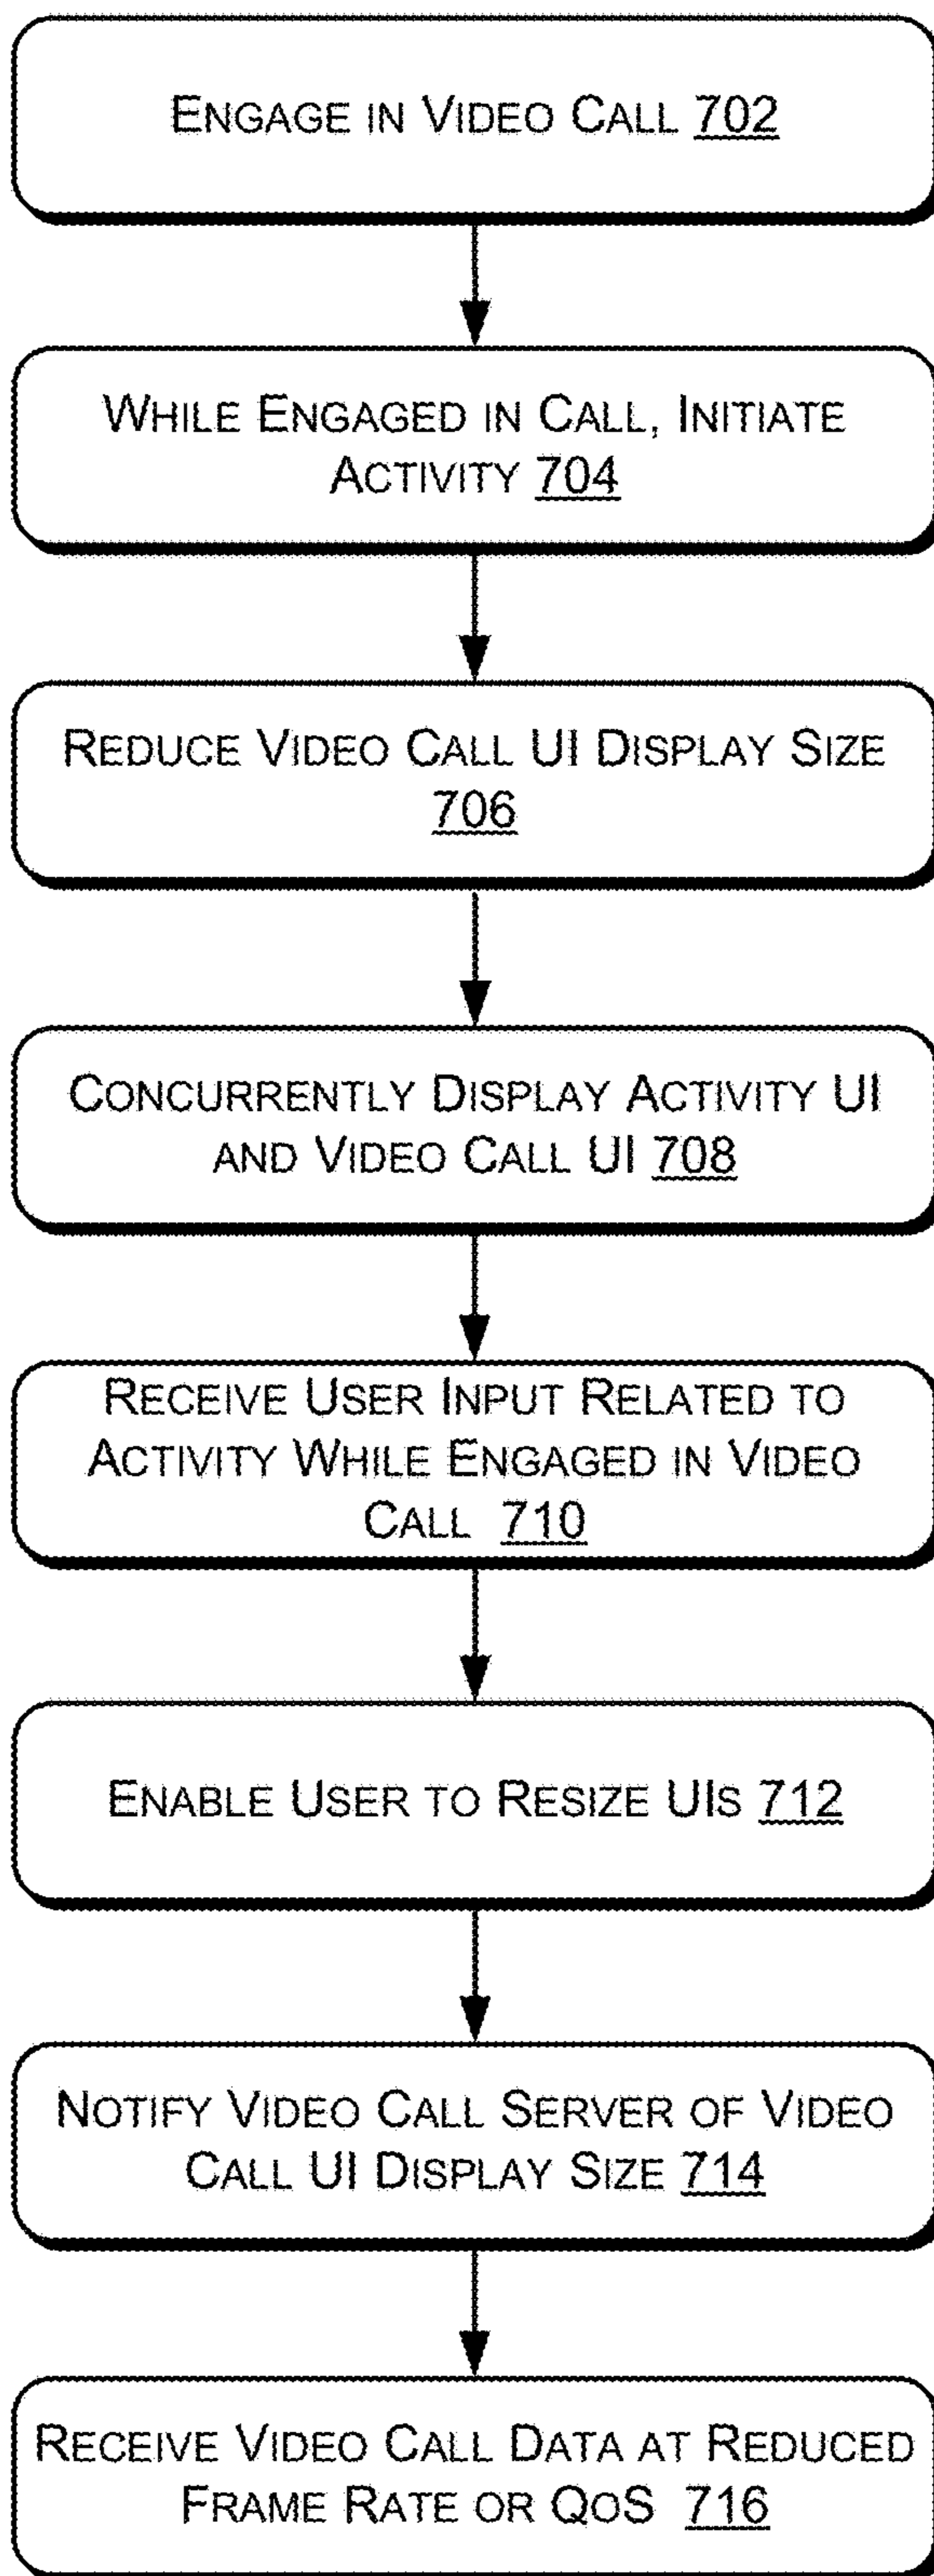 ENGAGE IN VIDEO CALL 702
WHILE ENGAGED IN CALL, INITIATE
ACTIVITY 704
REDUCE VIDEO CALL UI DISPLAY SIZE
706
CONCURRENTLY DISPLAY ACTIVITY UI
AND VIDEO CALL UI 708
RECEIVE USER INPUT RELATED TO
ACTIVITY WHILE ENGAGED IN VIDEO
CALL 710
ENABLE USER TO RESIZE UIS 712
NOTIFY VIDEO CALL SERVER OF VIDEO
CALL UI DISPLAY SIZE 714
RECEIVE VIDEO CALL DATA AT REDUCED
FRAME RATE OR QOS 716